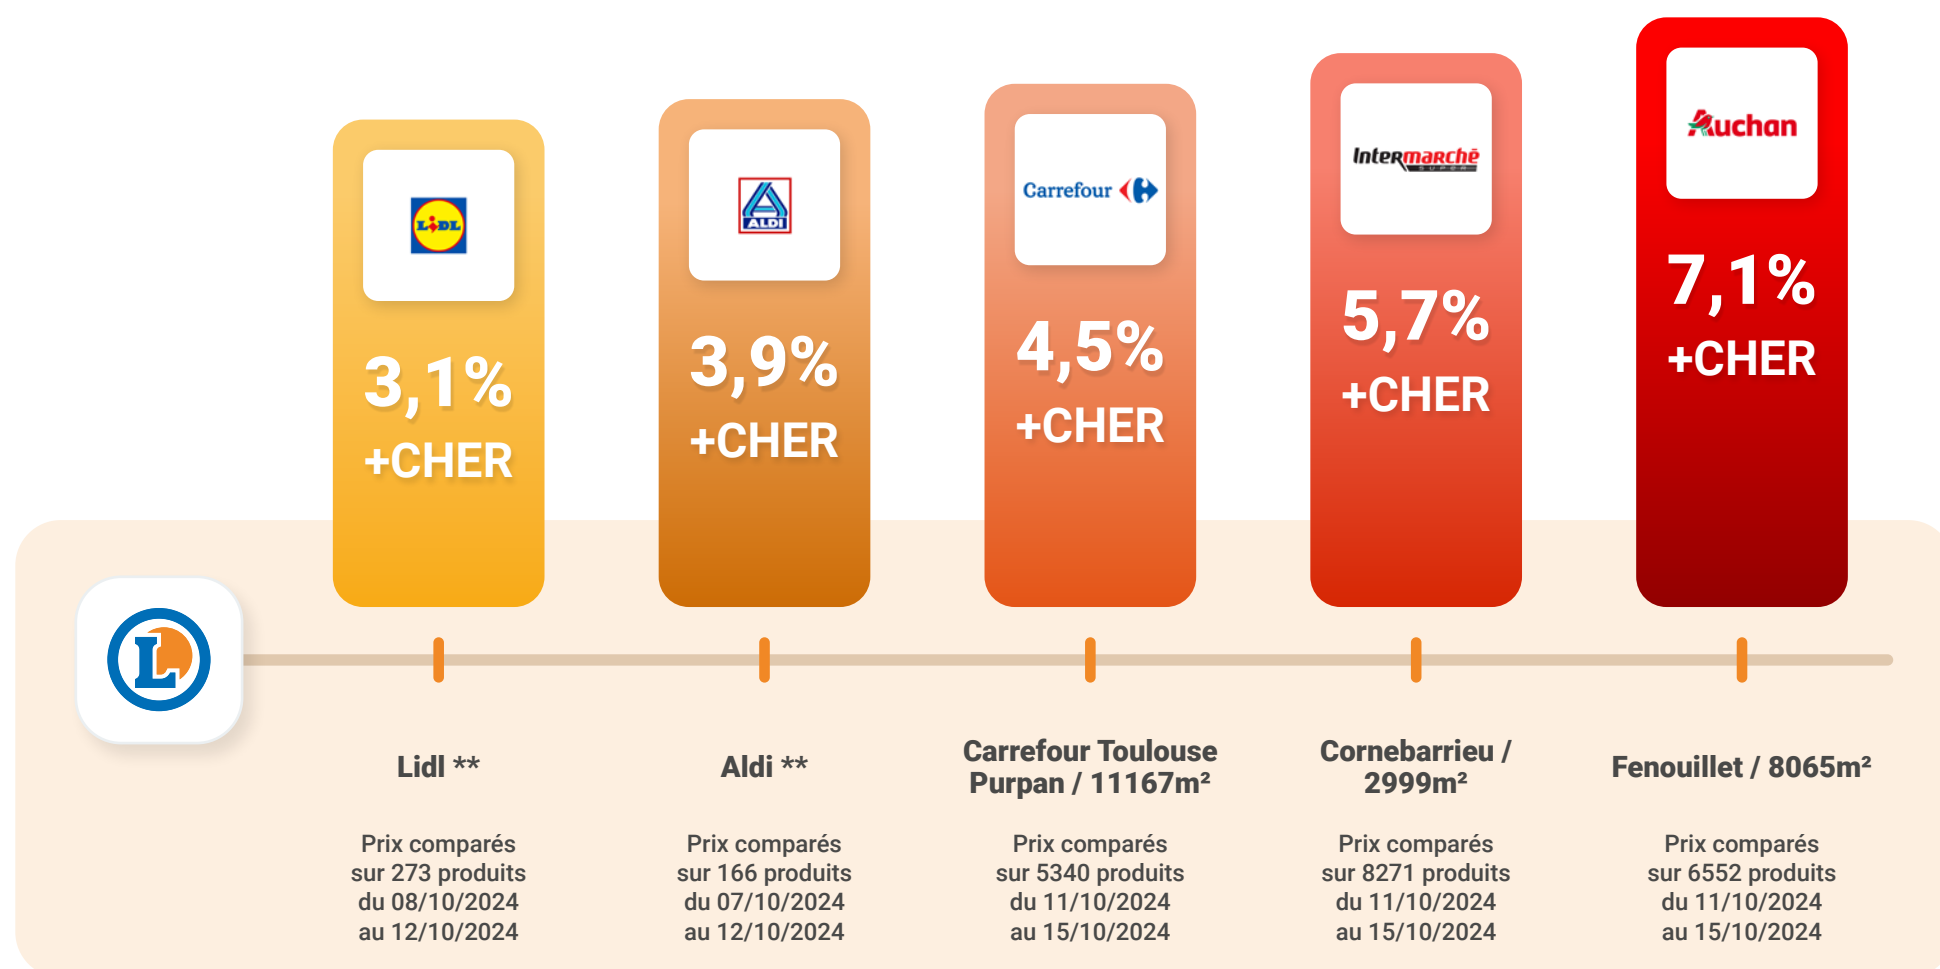 LIDL
3,1%
+CHER
ALDI
3,9%
+CHER
Carrefour
4,5%
+CHER
Intermarché
SUPER
5,7%
+CHER
Auchan
7,1%
+CHER
L
Lidl **
Prix comparés
sur 273 produits
du 08/10/2024
au 12/10/2024
Aldi **
Prix comparés
sur 166 produits
du 07/10/2024
au 12/10/2024
Carrefour Toulouse
Purpan / 11167m²
Prix comparés
sur 5340 produits
du 11/10/2024
au 15/10/2024
Cornebarrieu /
2999m²
Prix comparés
sur 8271 produits
du 11/10/2024
au 15/10/2024
Fenouillet / 8065m²
Prix comparés
sur 6552 produits
du 11/10/2024
au 15/10/2024